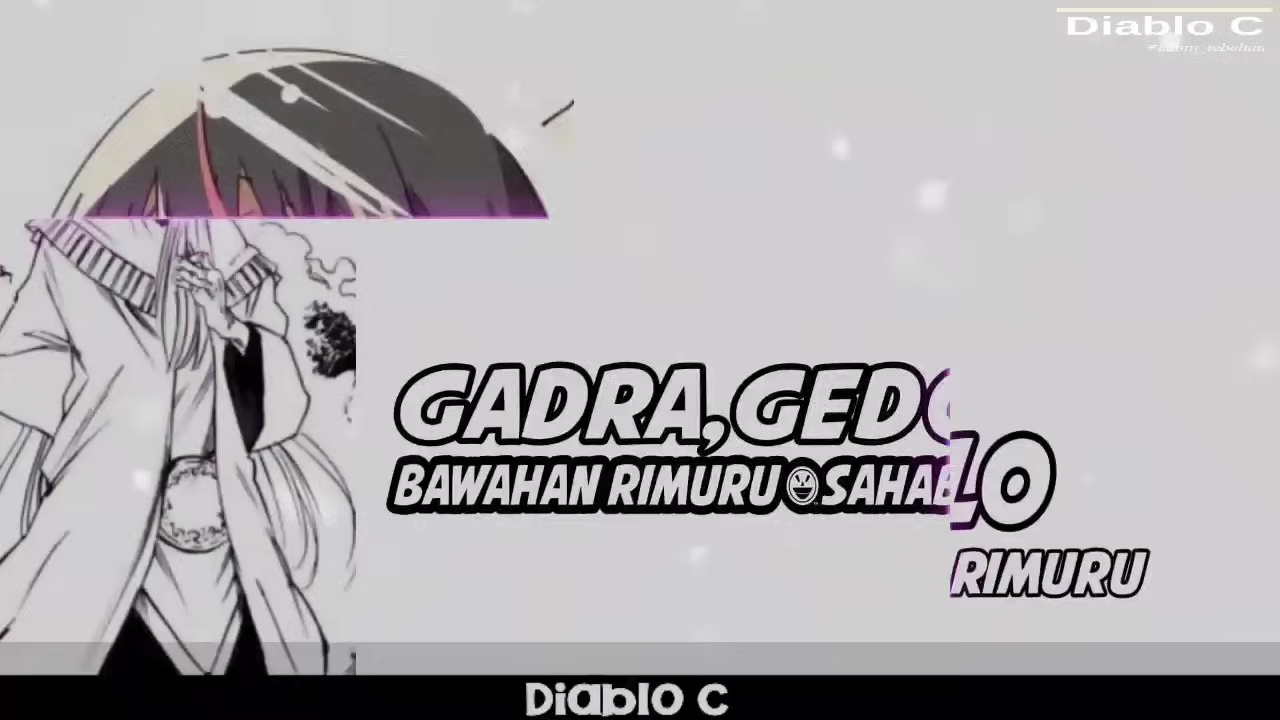 Diablo C
GADRA, GED
LO
BAWAHAN RIMURU SAHAB
RIMURU
Diablo C